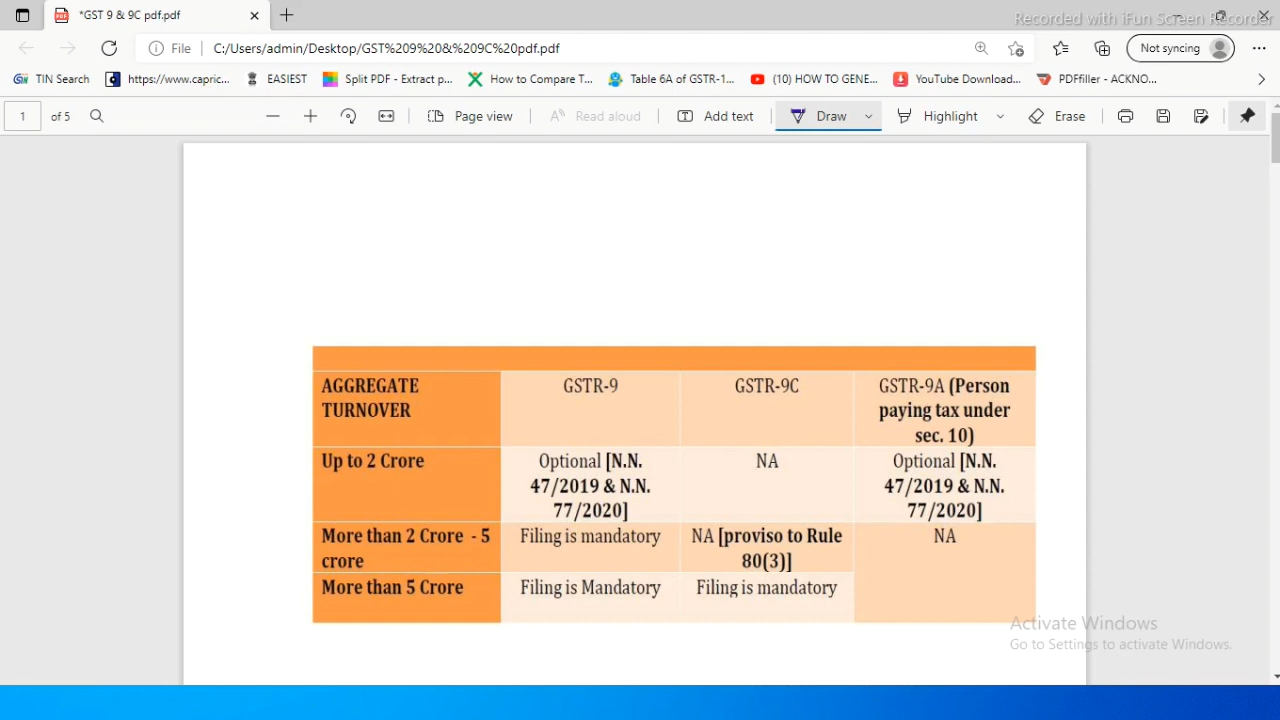 *GST 9 & 9C pdf.pdf
Recorded with iFun Screen Recorder
File C:/Users/admin/Desktop/GST%209%20&%209C%20pdf.pdf
Not syncing
TIN Search https://www.capric... EASIEST Split PDF - Extract p... How to Compare T... Table 6A of GSTR-1... (10) HOW TO GENE... YouTube Download... PDFfiller - ACKNO...
1 of 5 Page view Read aloud Add text Draw Highlight Erase
AGGREGATE
TURNOVER
GSTR-9
GSTR-9C
GSTR-9A (Person
paying tax under
sec. 10)
Up to 2 Crore
Optional [N.N.
47/2019 & N.N.
77/2020]
NA
Optional [N.N.
47/2019 & N.N.
77/2020]
More than 2 Crore - 5
crore
Filing is mandatory
NA [proviso to Rule
80(3)]
NA
More than 5 Crore
Filing is Mandatory
Filing is mandatory
Activate Windows
Go to Settings to activate Windows.